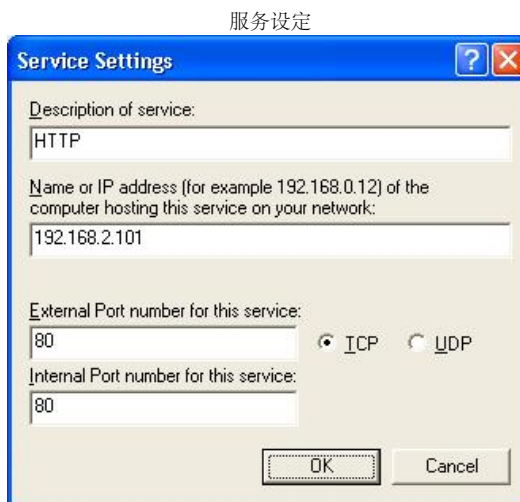 服务设定
Service Settings
Description of service:
HTTP
Name or IP address (for example 192.168.0.12) of the
computer hosting this service on your network:
192.168.2.101
External Port number for this service:
80
TCP
UDP
Internal Port number for this service:
80
OK
Cancel